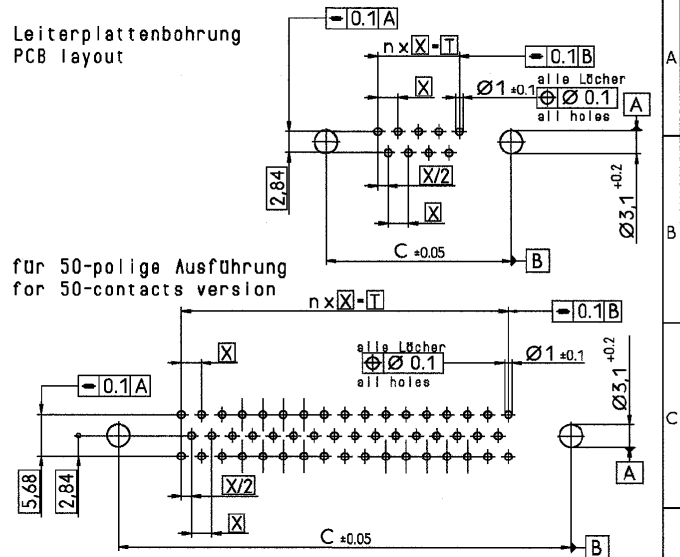 Leiterplattenbohrung
PCB layout
0.1 A
n x X = T
0.1 B
X
Ø1 ±0.1
alle Löcher
Ø 0.1
all holes
A
2,84
X/2
X
Ø3,1 +0.2
C ±0.05
B
für 50-polige Ausführung
for 50-contacts version
n x X = T
0.1 B
X
alle Löcher
Ø 0.1
all holes
Ø1 ±0.1
Ø3,1 +0.2
0.1 A
5,68
2,84
X/2
X
A
C ±0.05
B
A
B
C